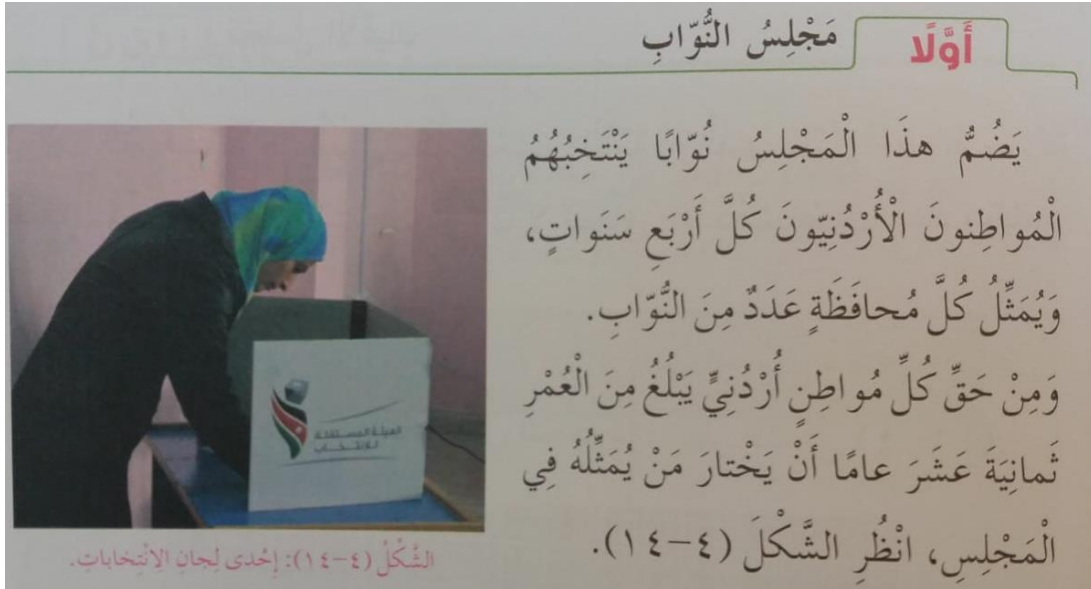 أَوَّلًا
مَجْلِسُ النُّوّابِ
يَضُمُّ هذَا الْمَجْلِسُ نُوّابًا يَنْتَخِبُهُمُ
الْمُواطِنونَ الْأُرْدُنِيّونَ كُلَّ أَرْبَعِ سَنَواتٍ،
وَيُمَثِّلُ كُلَّ مُحافَظَةٍ عَدَدٌ مِنَ النُّوّابِ.
وَمِنْ حَقِّ كُلِّ مُواطِنٍ أُرْدُنِيٍّ يَبْلُغُ مِنَ الْعُمْرِ
ثَمانِيَةَ عَشَرَ عامًا أَنْ يَخْتارَ مَنْ يُمَثِّلُهُ فِي
الْمَجْلِسِ، انْظُرِ الشَّكْلَ (٤-١٤).
الهيئة المستقلة
للانتخاب
الشَّكْلُ (٤-١٤): إِحْدى لِجانِ الِانْتِخاباتِ.